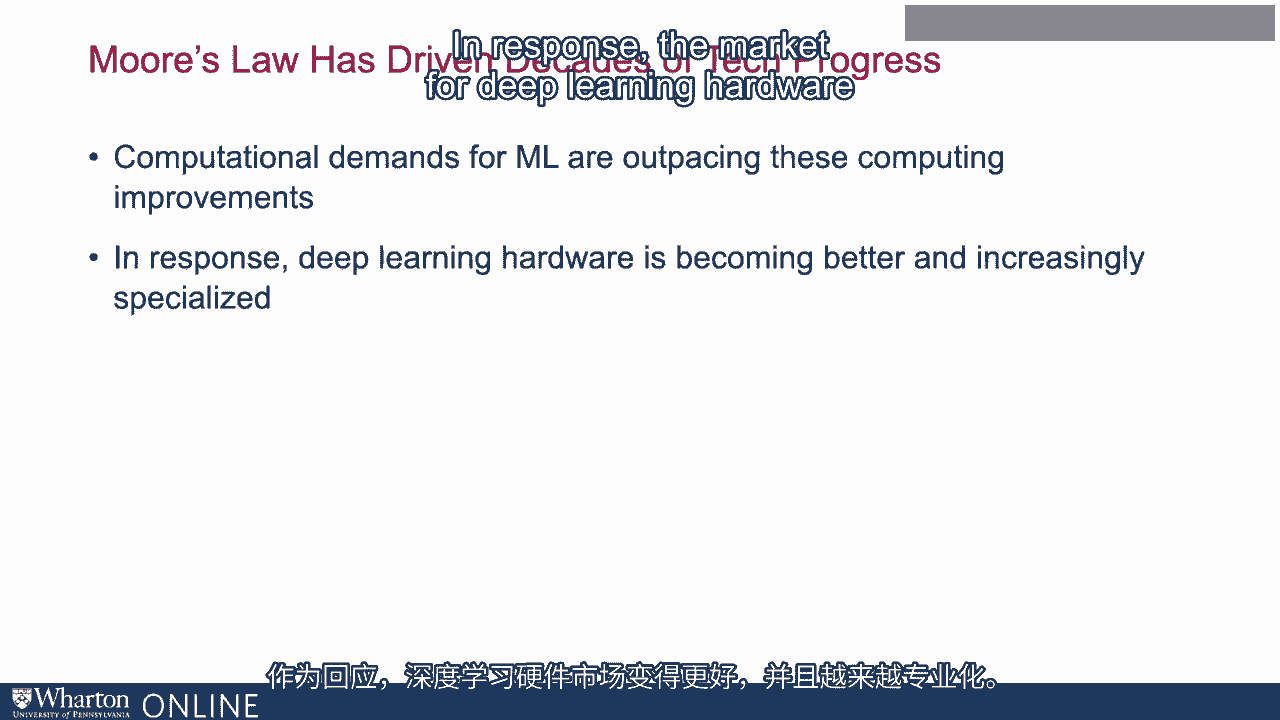 In response, the market
for deep learning hardware
Moore's Law Has Driven Decades of Tech Progress
• Computational demands for ML are outpacing these computing
improvements
• In response, deep learning hardware is becoming better and increasingly
specialized
作为回应，深度学习硬件市场变得更好，并且越来越专业化。
Wharton
UNIVERSITY of PENNSYLVANIA
ONLINE